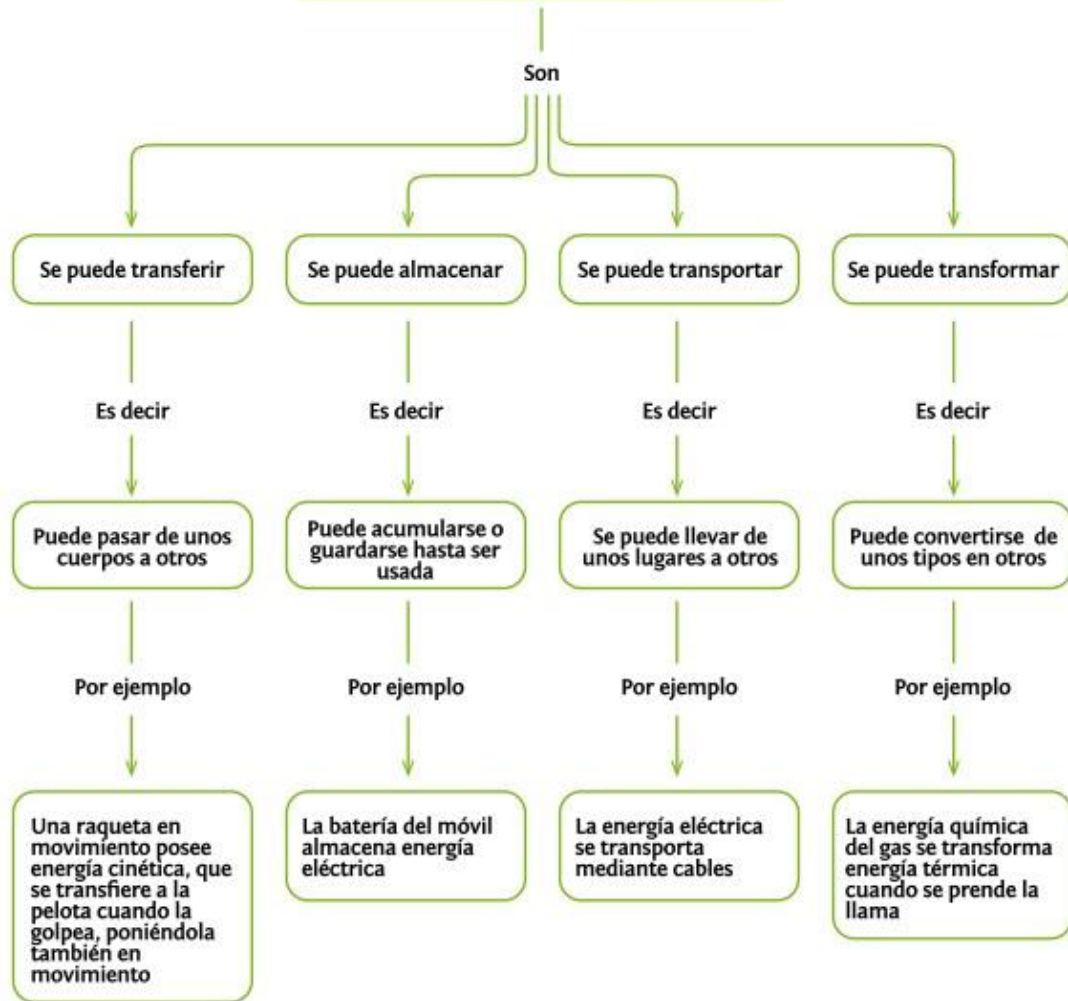 Son
Se puede transferir
Se puede almacenar
Se puede transportar
Se puede transformar
Es decir
Es decir
Es decir
Es decir
Puede pasar de unos
cuerpos a otros
Puede acumularse o
guardarse hasta ser
usada
Se puede llevar de
unos lugares a otros
Puede convertirse de
unos tipos en otros
Por ejemplo
Por ejemplo
Por ejemplo
Por ejemplo
Una raqueta en
movimiento posee
energía cinética, que
se transfiere a la
pelota cuando la
golpea, poniéndola
también en
movimiento
La batería del móvil
almacena energía
eléctrica
La energía eléctrica
se transporta
mediante cables
La energía química
del gas se transforma
energía térmica
cuando se prende la
llama